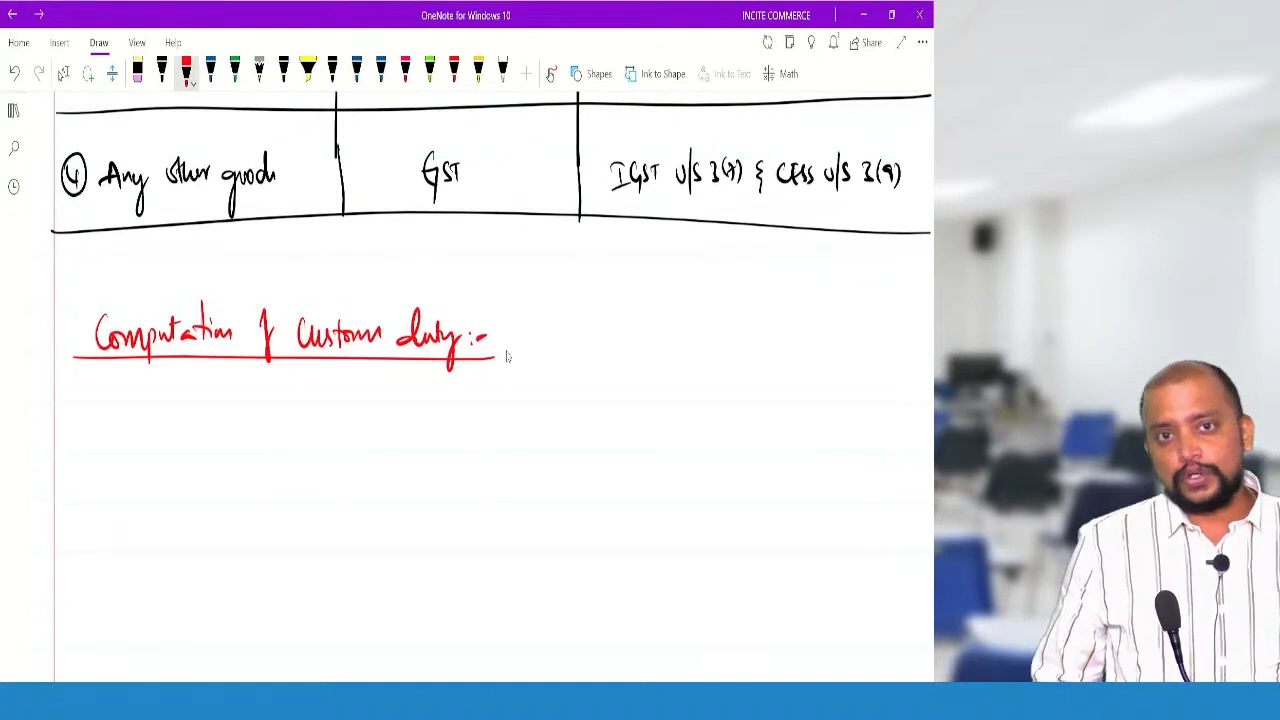 OneNote for Windows 10
INCITE COMMERCE
Home Insert Draw View Help
Share
Shapes Ink to Shape Ink to Text Math
4 Any other goods GST IGST U/S 3(7) & CESS U/S 3(9)
Computation of Customs duty:-